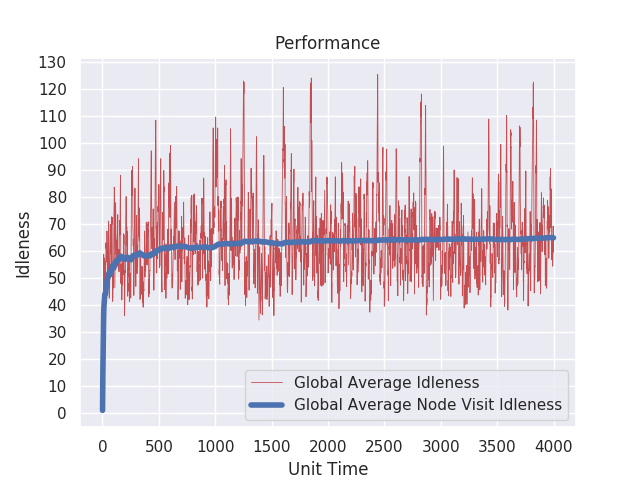 Performance
130
120
110
100
90
80
70
60
50
40
30
20
10
0
Idleness
Global Average Idleness
Global Average Node Visit Idleness
0 500 1000 1500 2000 2500 3000 3500 4000
Unit Time